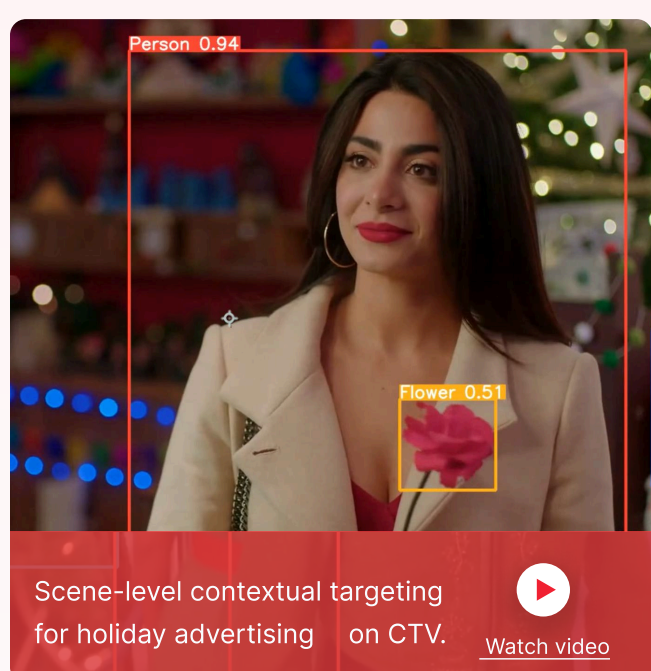 Person 0.94
Flower 0.51
Scene-level contextual targeting
for holiday advertising on CTV.
Watch video